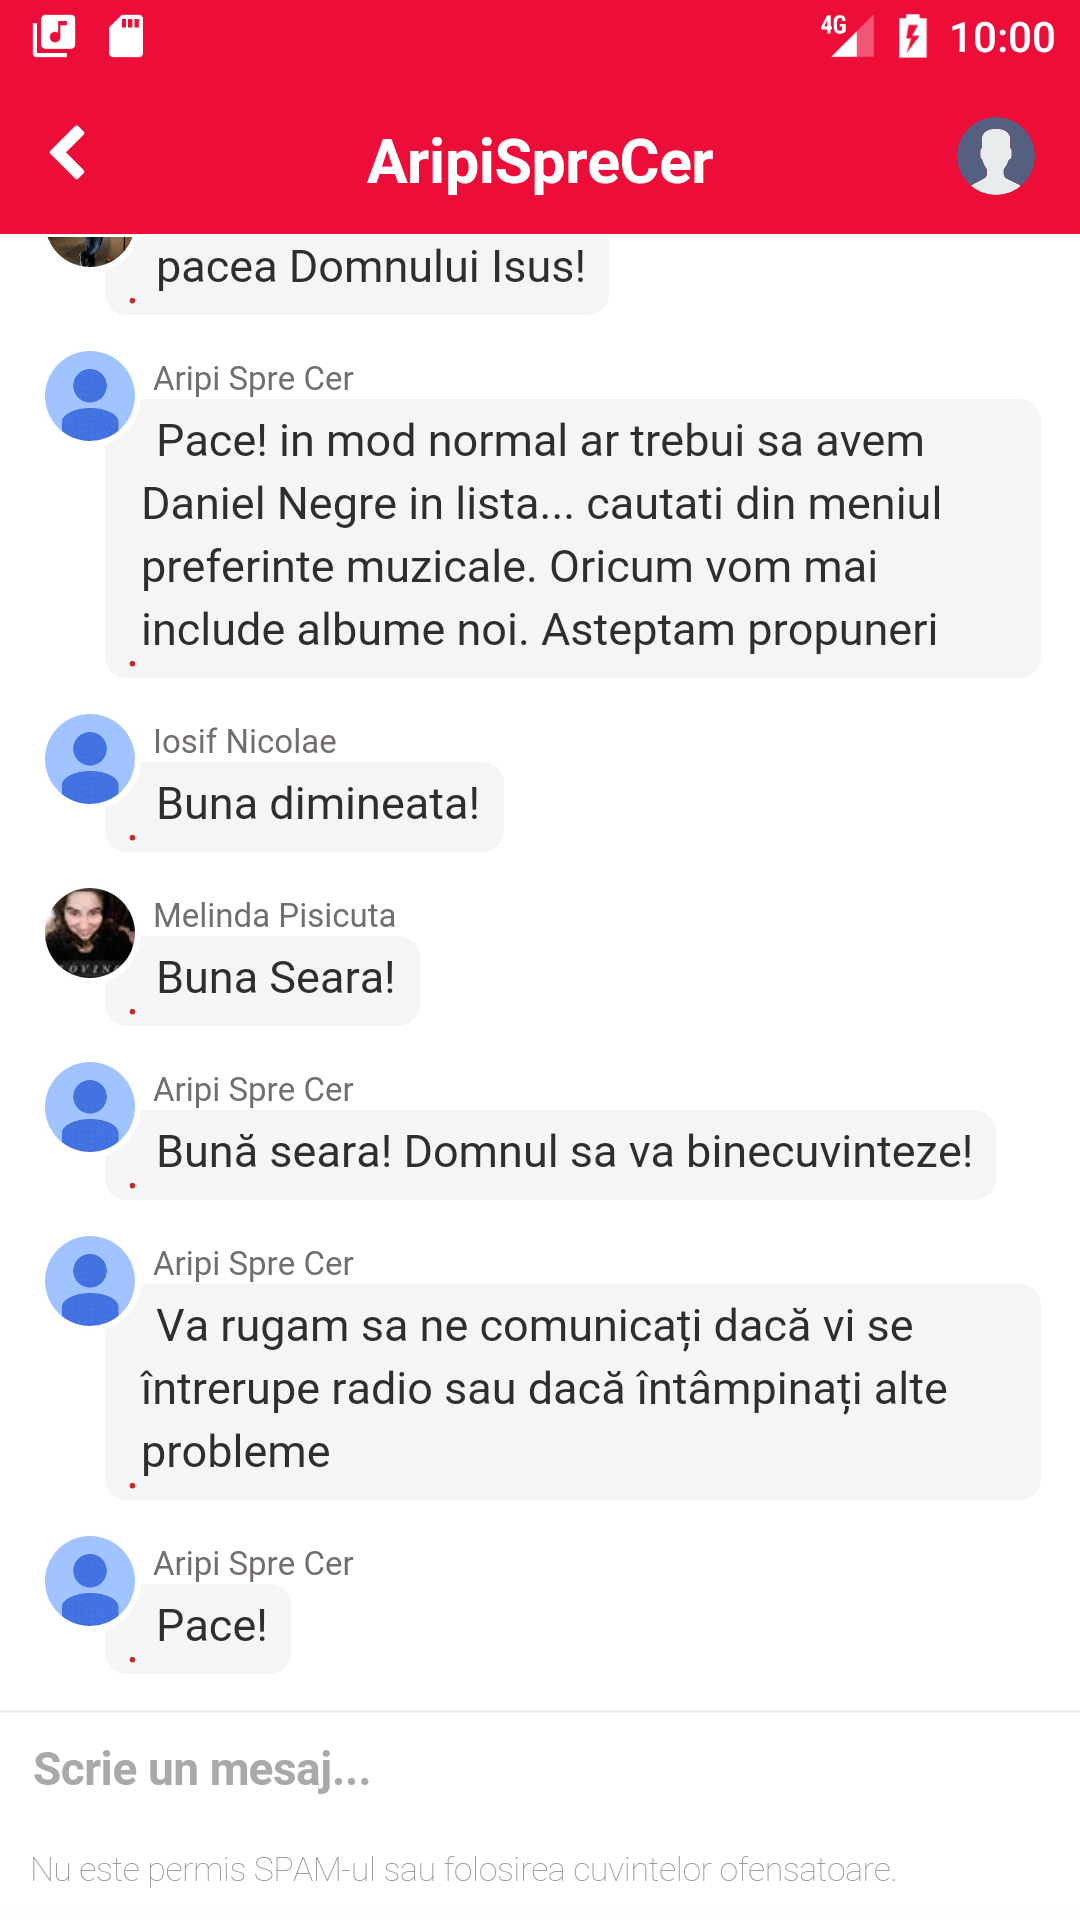 4G 10:00
AripiSpreCer
pacea Domnului Isus!
Aripi Spre Cer
Pace! in mod normal ar trebui sa avem
Daniel Negre in lista... cautati din meniul
preferinte muzicale. Oricum vom mai
include albume noi. Asteptam propuneri
Iosif Nicolae
Buna dimineata!
Melinda Pisicuta
Buna Seara!
Aripi Spre Cer
Bună seara! Domnul sa va binecuvinteze!
Aripi Spre Cer
Va rugam sa ne comunicați dacă vi se
întrerupe radio sau dacă întâmpinați alte
probleme
Aripi Spre Cer
Pace!
Scrie un mesaj...
Nu este permis SPAM-ul sau folosirea cuvintelor ofensatoare.